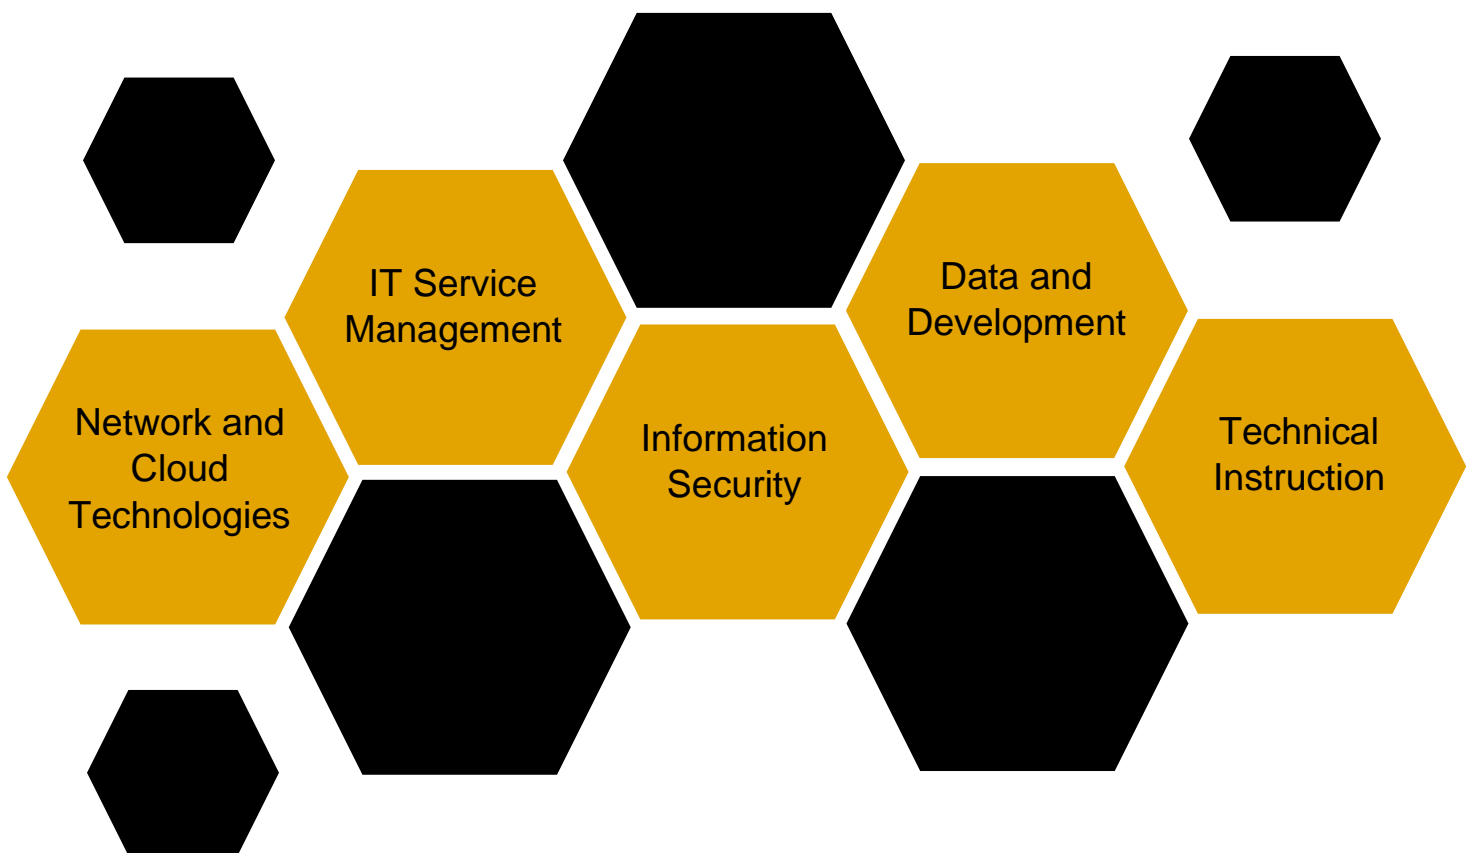 Network and
Cloud
Technologies
IT Service
Management
Information
Security
Data and
Development
Technical
Instruction